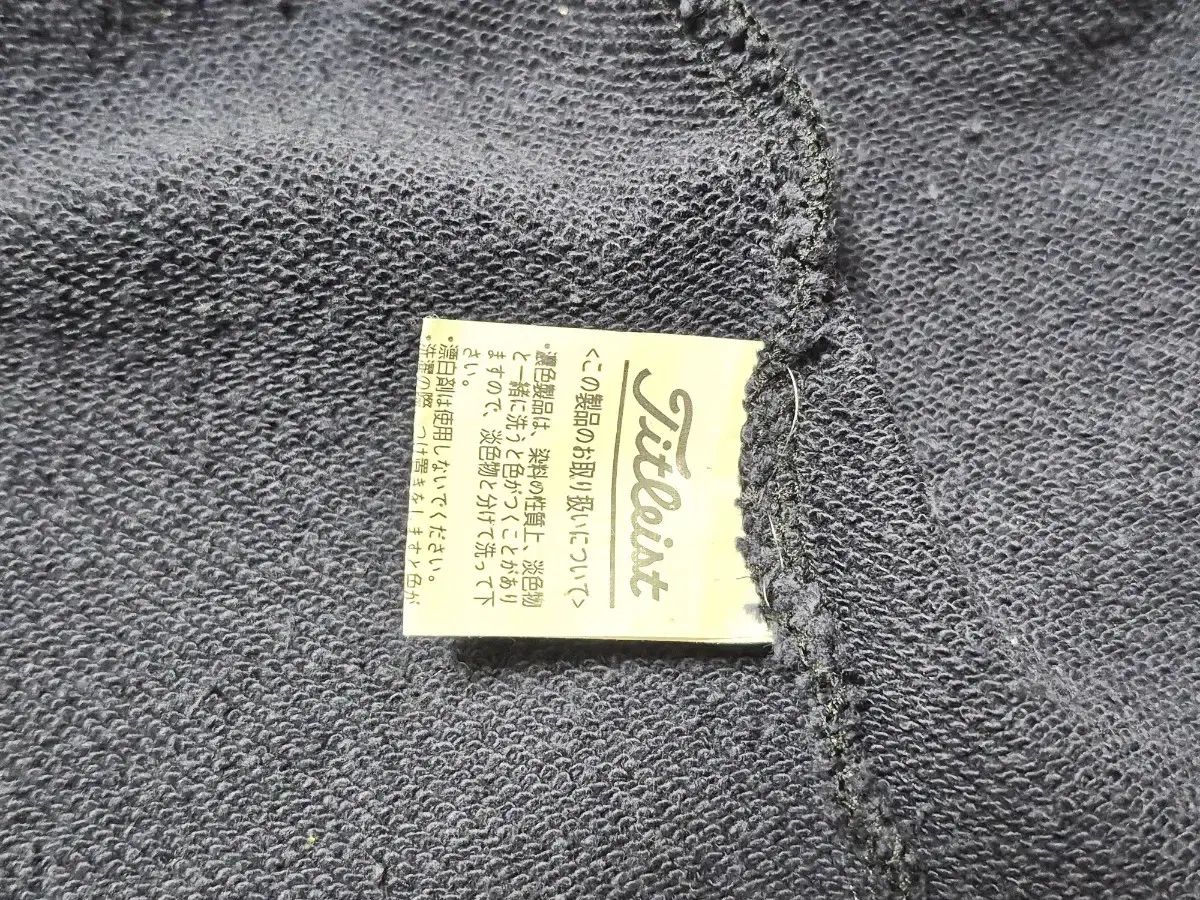 Titleist
<この製品のお取り扱いについて>
・濃色製品は、染料の性質上、淡色物
と一緒に洗うと色がつくことがあり
ますので、淡色物と分けて洗って下
さい。
・漂白剤は使用しないでください。
・洗濯の際 つけ置きをしますと色が